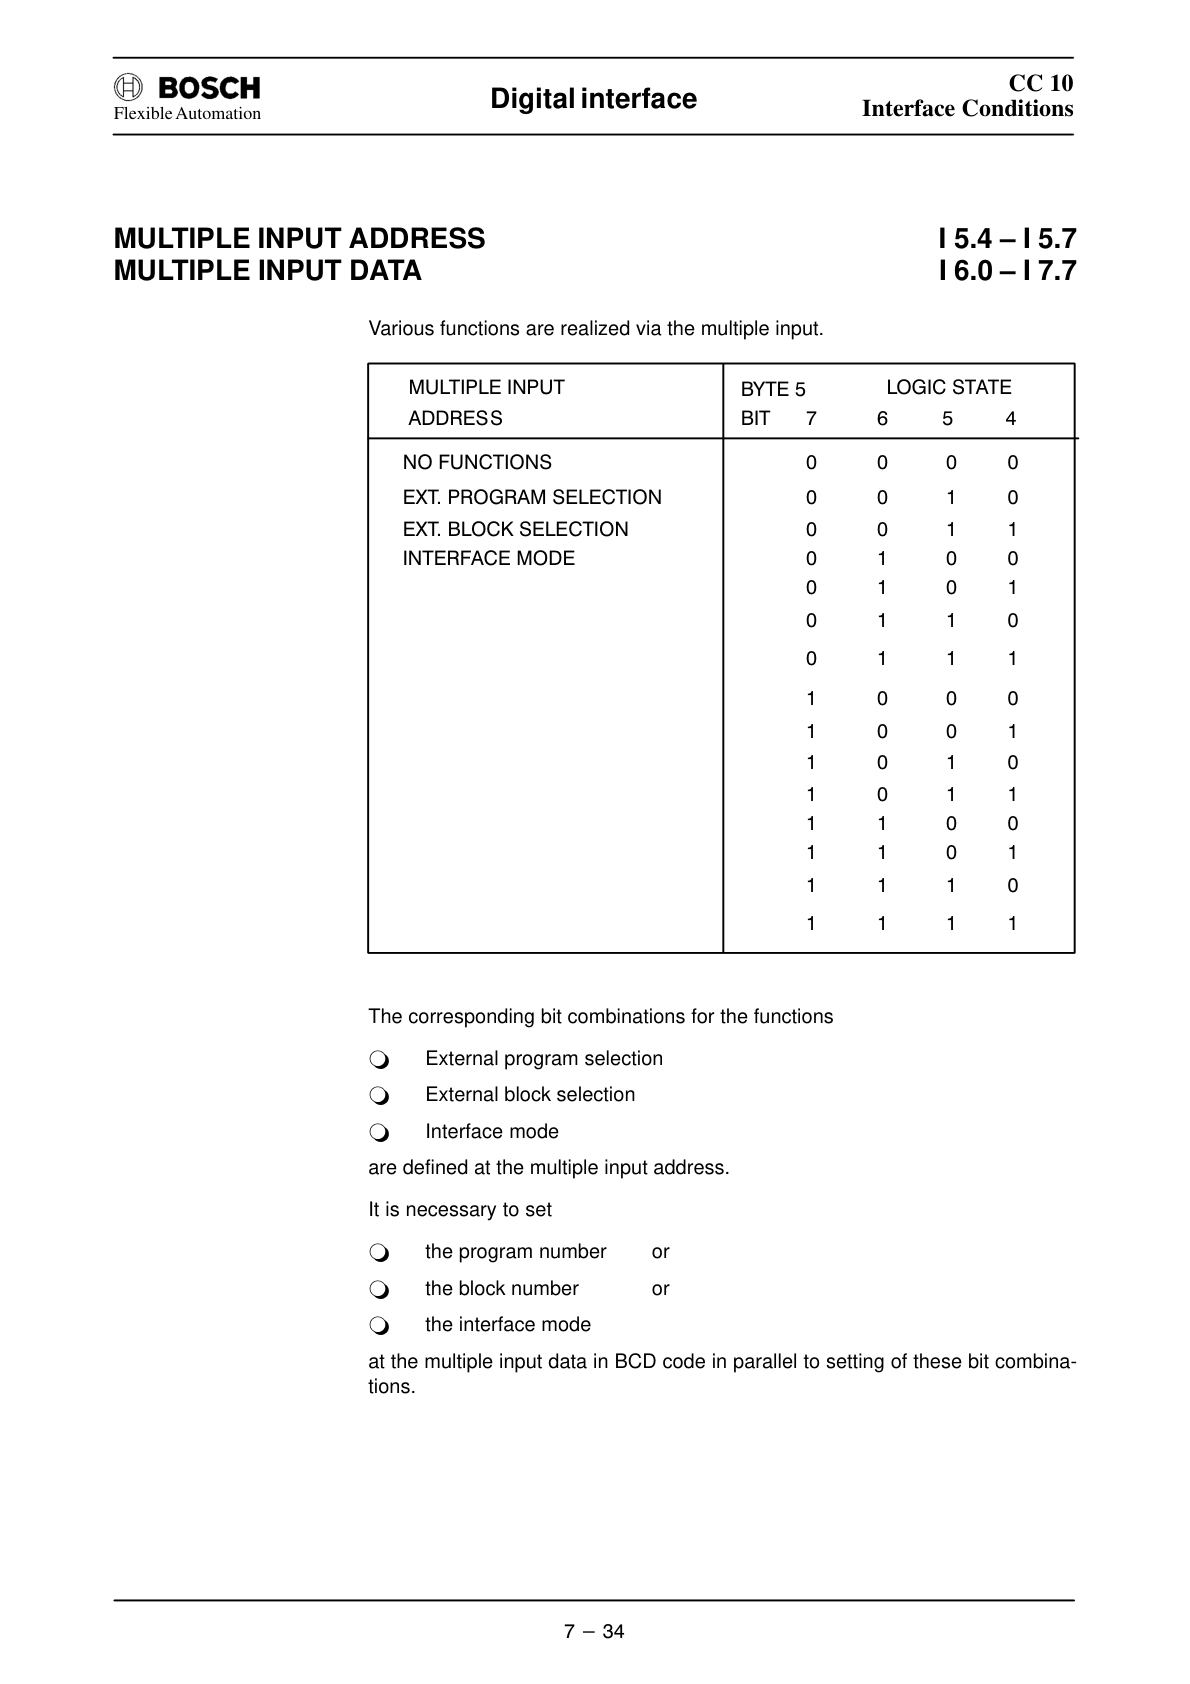 BOSCH
Flexible Automation
Digital interface
CC 10
Interface Conditions
MULTIPLE INPUT ADDRESS I 5.4 – I 5.7
MULTIPLE INPUT DATA I 6.0 – I 7.7
Various functions are realized via the multiple input.
MULTIPLE INPUT BYTE 5 LOGIC STATE
ADDRESS BIT 7 6 5 4
NO FUNCTIONS 0 0 0 0
EXT. PROGRAM SELECTION 0 0 1 0
EXT. BLOCK SELECTION 0 0 1 1
INTERFACE MODE 0 1 0 0
0 1 0 1
0 1 1 0
0 1 1 1
1 0 0 0
1 0 0 1
1 0 1 0
1 0 1 1
1 1 0 0
1 1 0 1
1 1 1 0
1 1 1 1
The corresponding bit combinations for the functions
External program selection
External block selection
Interface mode
are defined at the multiple input address.
It is necessary to set
the program number or
the block number or
the interface mode
at the multiple input data in BCD code in parallel to setting of these bit combina-
tions.
7 – 34